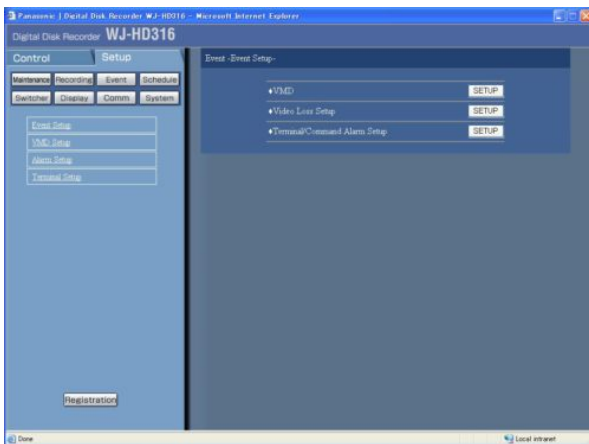 Panasonic | Digital Disk Recorder WJ-HD316 - Microsoft Internet Explorer
Digital Disk Recorder WJ-HD316
Control Setup
Maintenance Recording Event Schedule
Switcher Display Comm System
Event Setup
VMD Setup
Alarm Setup
Terminal Setup
Registration
Event -Event Setup-
♦VMD SETUP
♦Video Loss Setup SETUP
♦Terminal/Command Alarm Setup SETUP
Done Local intranet